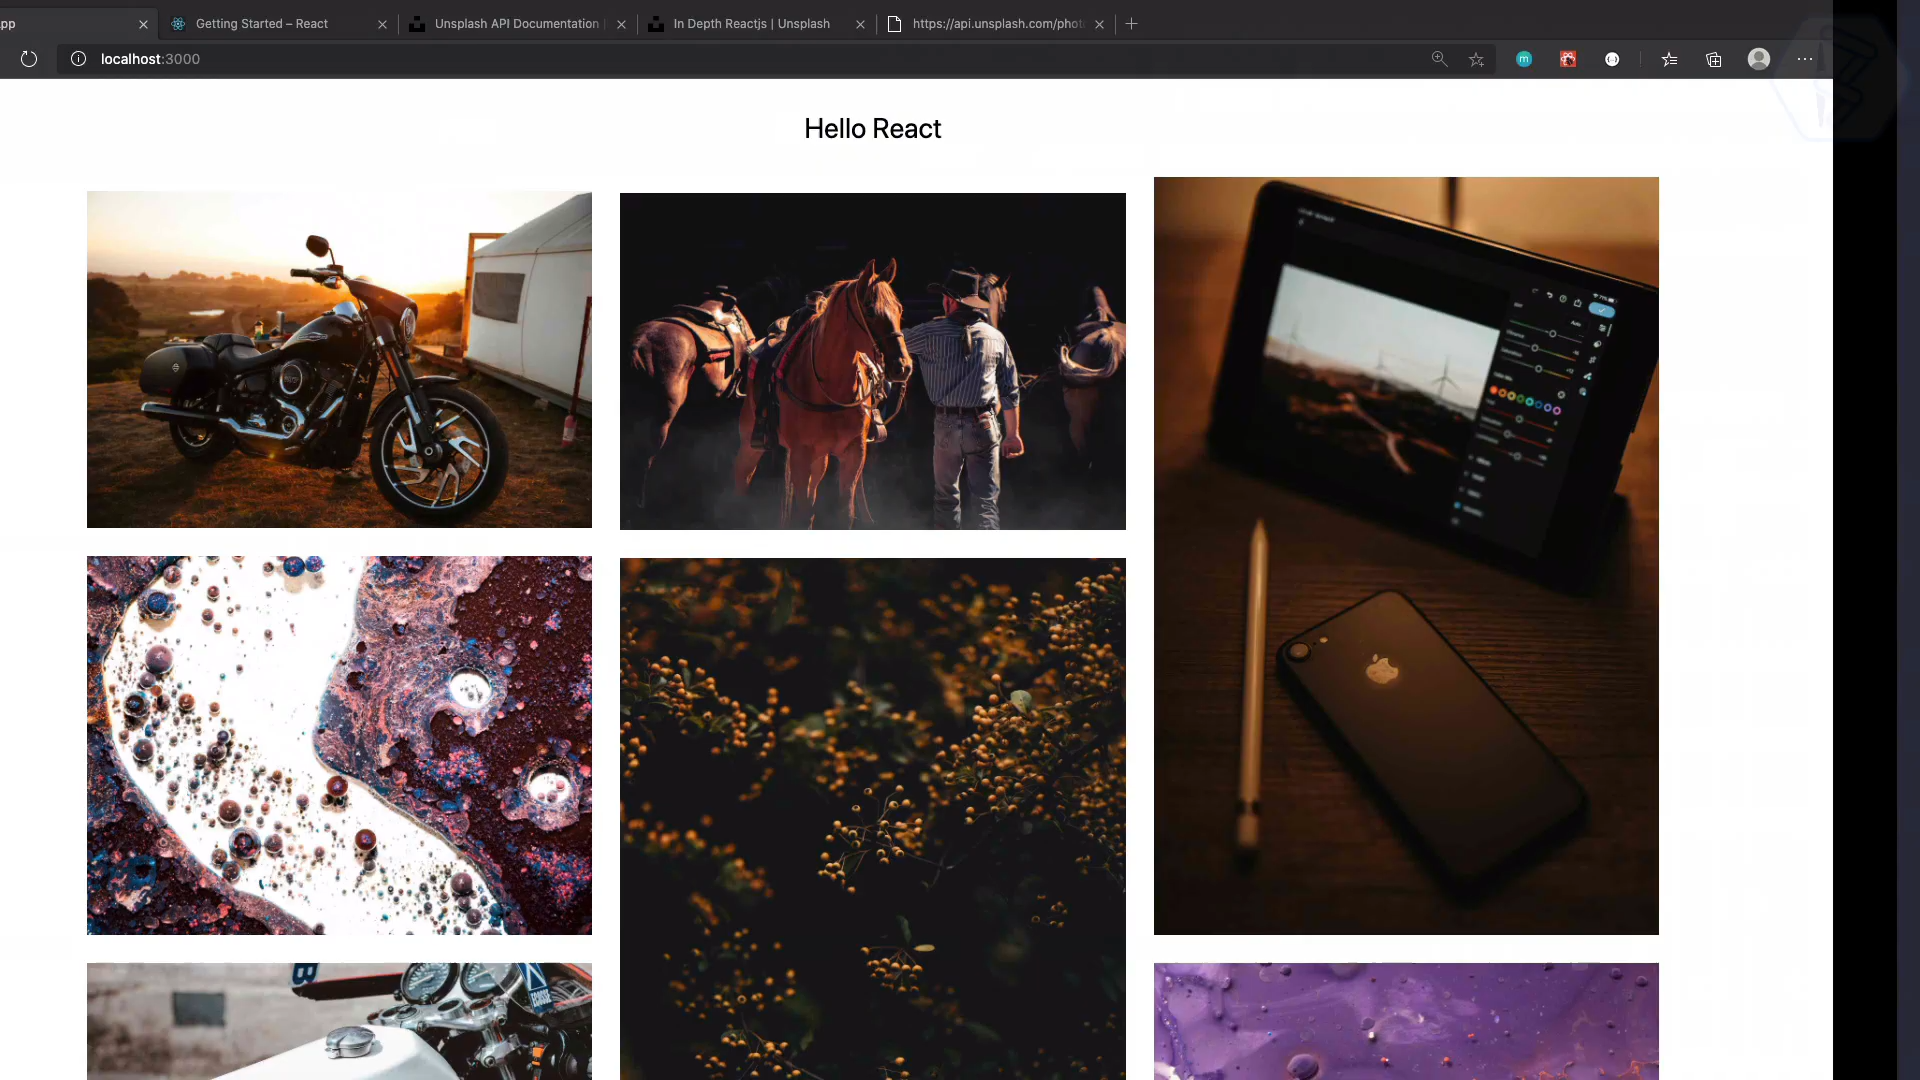 pp
Getting Started – React
Unsplash API Documentation |
In Depth Reactjs | Unsplash
https://api.unsplash.com/phot
localhost:3000
m
Hello React
B